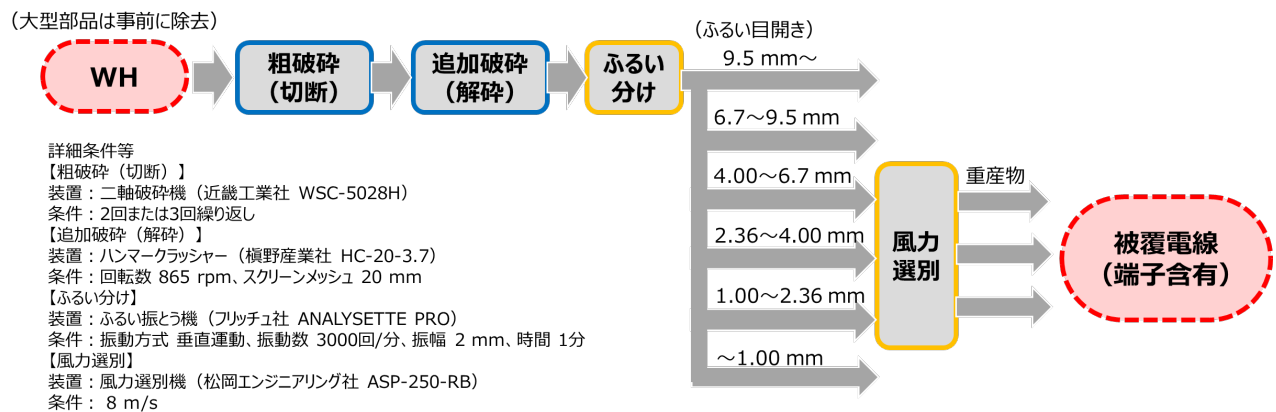 (大型部品は事前に除去)
WH
粗破砕
(切断)
追加破砕
(解砕)
ふるい
分け
(ふるい目開き)
9.5 mm~
6.7~9.5 mm
4.00~6.7 mm
2.36~4.00 mm
1.00~2.36 mm
~1.00 mm
風力
選別
重産物
被覆電線
(端子含有)
詳細条件等
【粗破砕(切断)】
装置:二軸破砕機(近畿工業社 WSC-5028H)
条件:2回または3回繰り返し
【追加破砕(解砕)】
装置:ハンマークラッシャー(槇野産業社 HC-20-3.7)
条件:回転数 865 rpm、スクリーンメッシュ 20 mm
【ふるい分け】
装置:ふるい振とう機(フリッチュ社 ANALYSETTE PRO)
条件:振動方式 垂直運動、振動数 3000回/分、振幅 2 mm、時間 1分
【風力選別】
装置:風力選別機(松岡エンジニアリング社 ASP-250-RB)
条件: 8 m/s